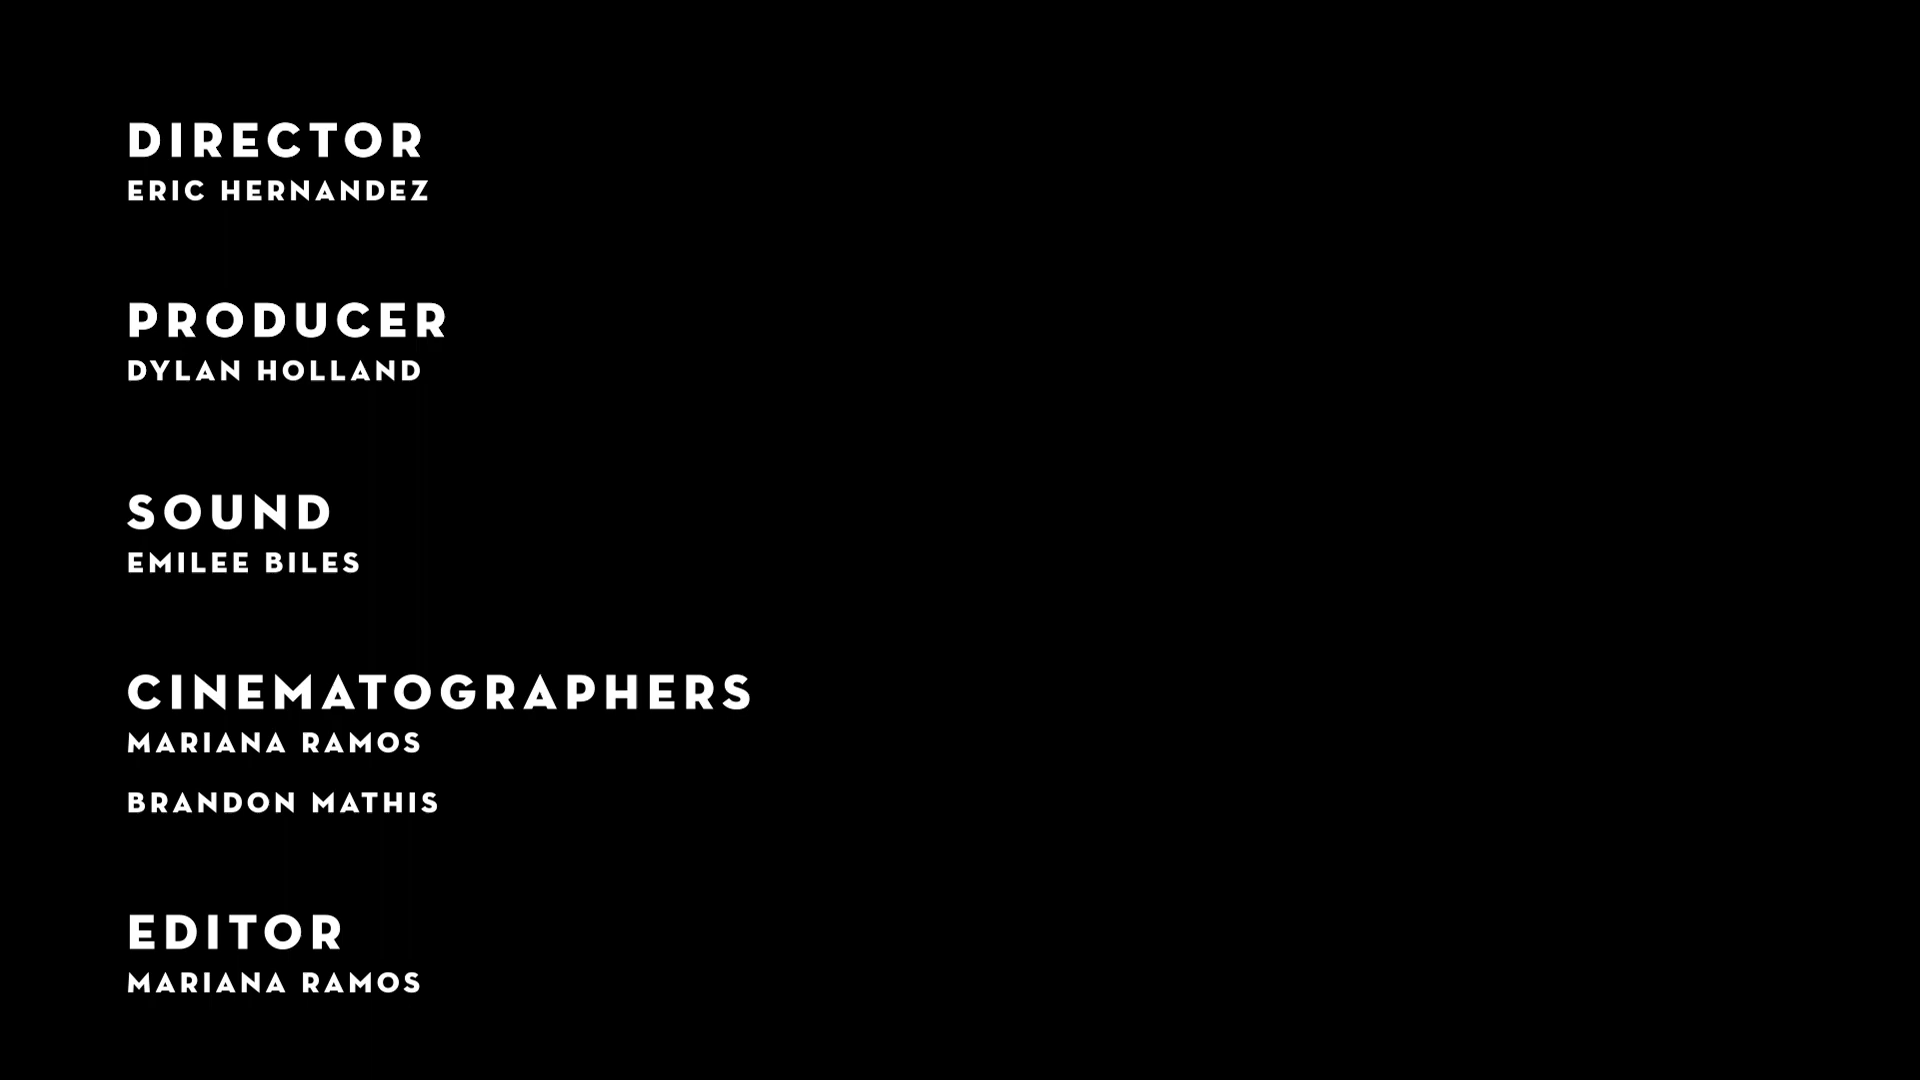 DIRECTOR
ERIC HERNANDEZ
PRODUCER
DYLAN HOLLAND
SOUND
EMILEE BILES
CINEMATOGRAPHERS
MARIANA RAMOS
BRANDON MATHIS
EDITOR
MARIANA RAMOS